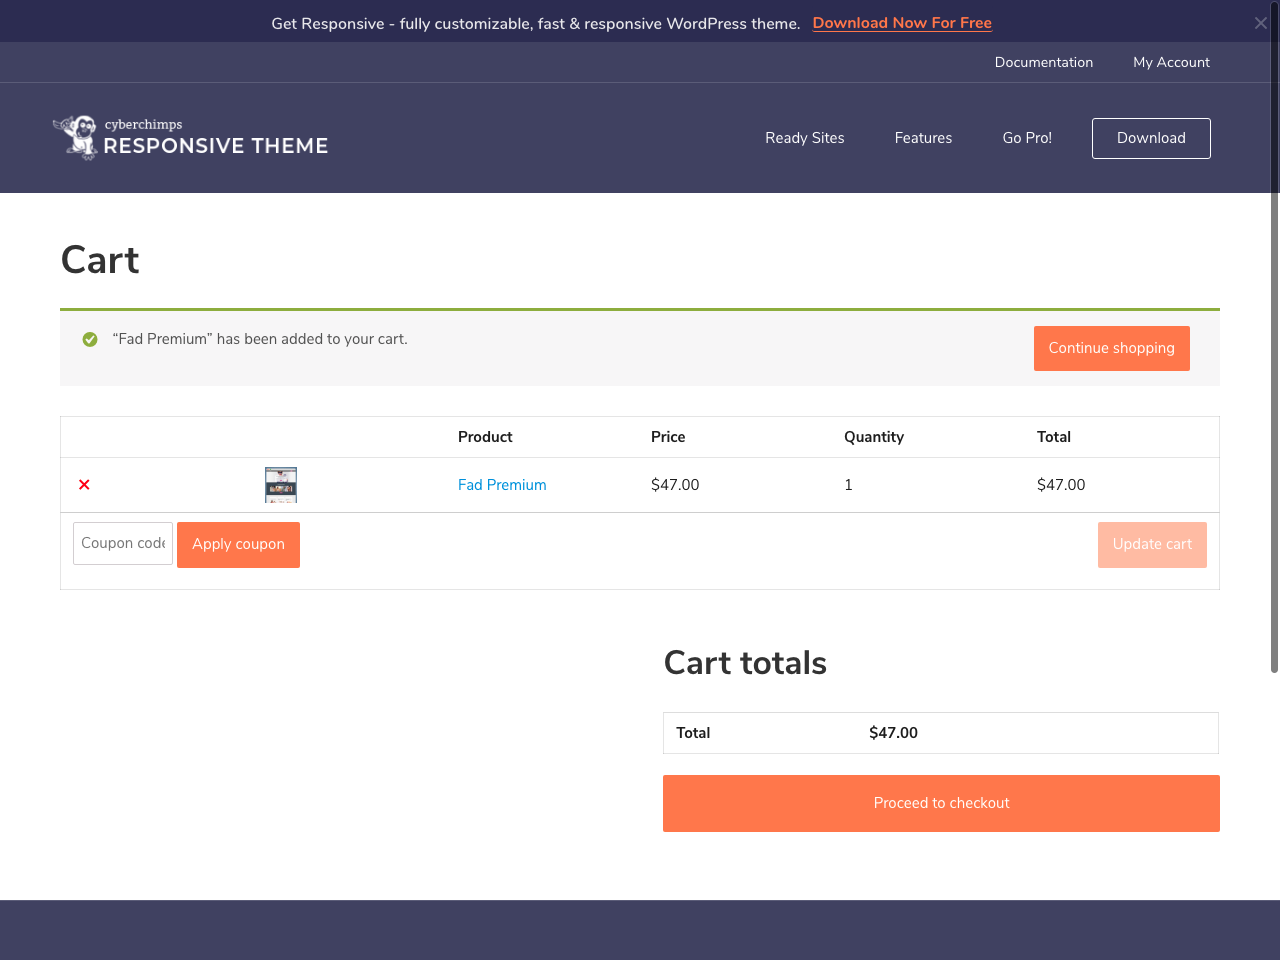 Get Responsive - fully customizable, fast & responsive WordPress theme. Download Now For Free
Documentation My Account
cyberchimps
RESPONSIVE THEME
Ready Sites Features Go Pro! Download
Cart
“Fad Premium” has been added to your cart. Continue shopping
Product Price Quantity Total
× Fad Premium $47.00 1 $47.00
Coupon code Apply coupon Update cart
Cart totals
Total $47.00
Proceed to checkout